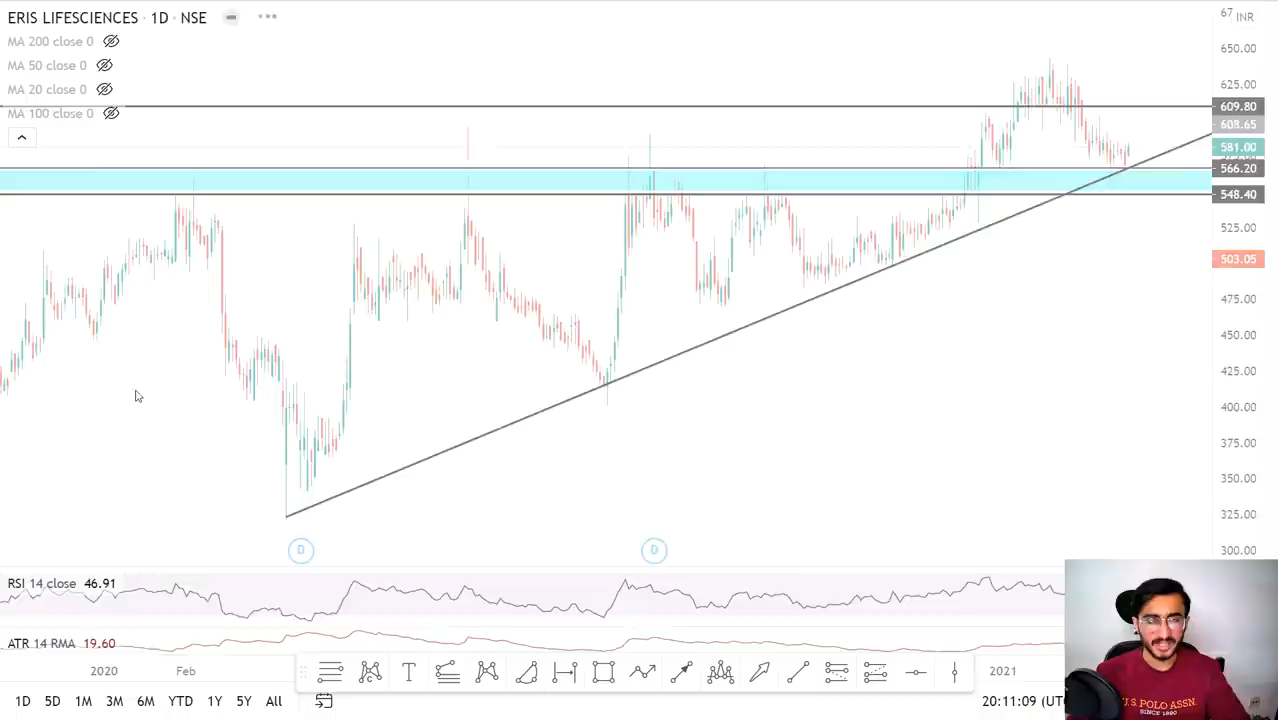 ERIS LIFESCIENCES · 1D · NSE
67 INR
MA 200 close 0
650.00
MA 50 close 0
625.00
MA 20 close 0
609.80
MA 100 close 0
608.65
581.00
566.20
548.40
525.00
503.05
475.00
450.00
425.00
400.00
375.00
350.00
325.00
300.00
D
D
RSI 14 close 46.91
ATR 14 RMA 19.60
2020
Feb
2021
T
1D 5D 1M 3M 6M YTD 1Y 5Y All
20:11:09 (UT
U.S. POLO ASSN.
SINCE 1890